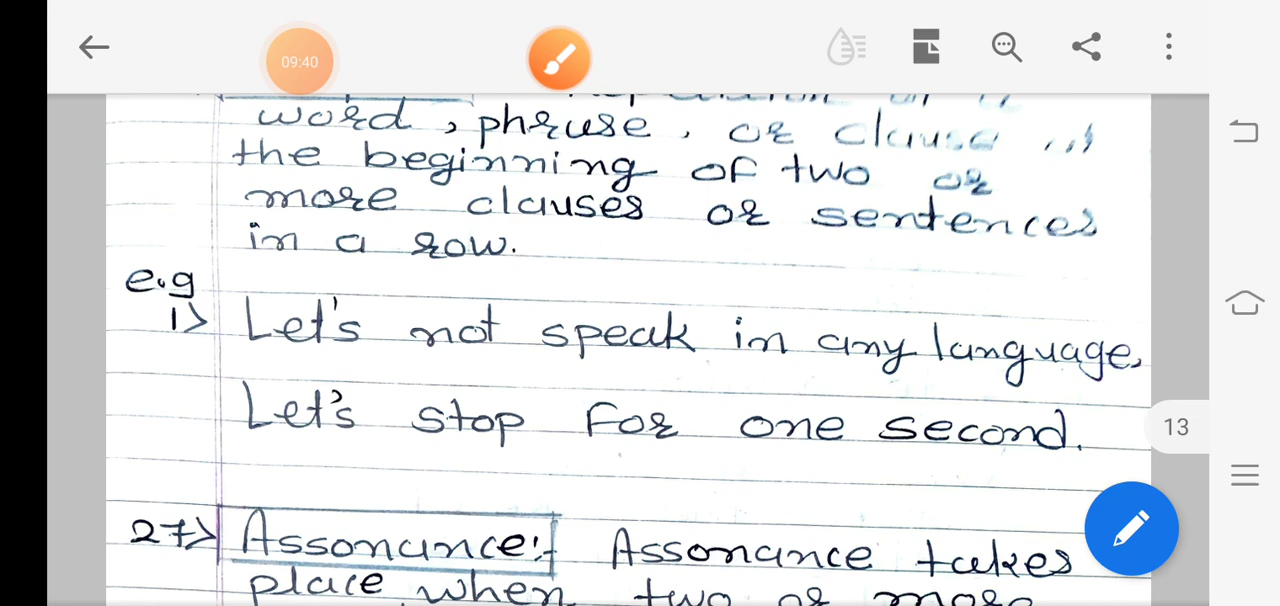 09:40
word, phrase, or clause at
the beginning of two or
more clauses or sentences
in a row.
e.g
1> Let's not speak in any language,
Let's stop for one second.
13
27> Assonance:- Assonance takes
place when two or more